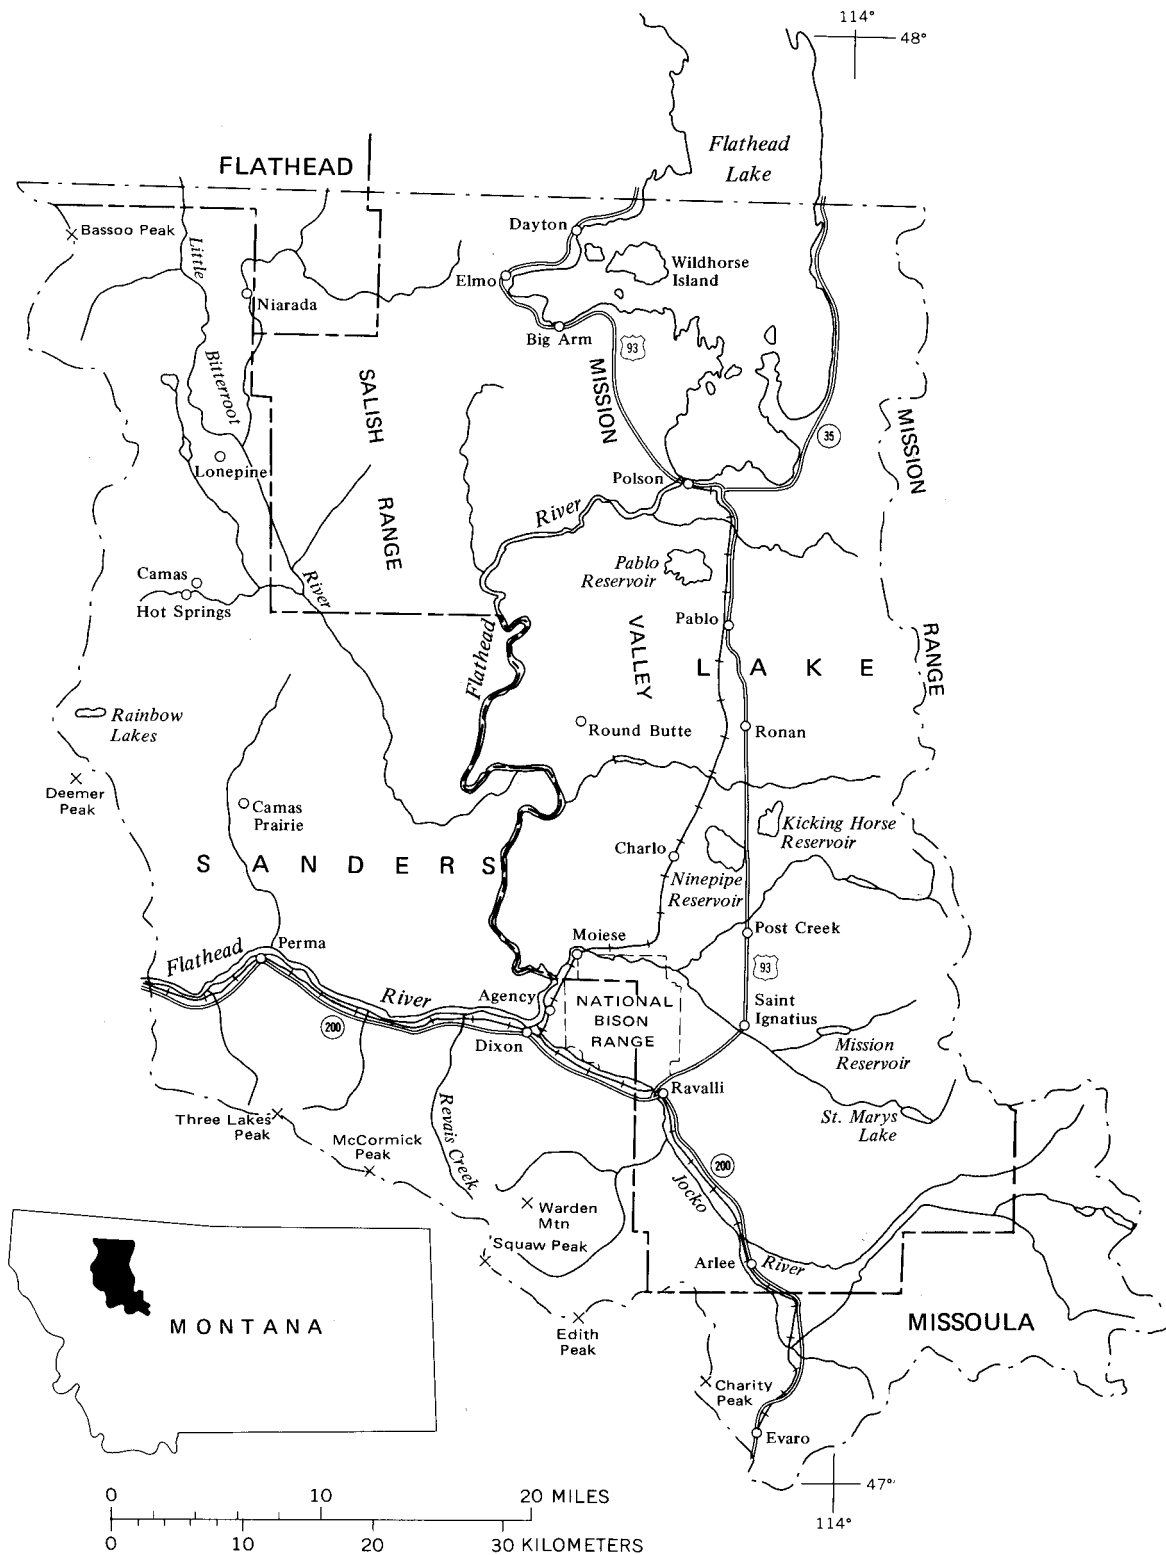 114°
48°
Flathead
Lake
FLATHEAD
Bassoo Peak
Little
Bitterroot
River
Niarada
Dayton
Elmo
Wildhorse
Island
Big Arm
93
MISSION
VALLEY
SALISH
RANGE
MISSION
RANGE
35
Lonepine
Polson
River
Flathead
Pablo
Reservoir
Camas
Hot Springs
Pablo
LAKE
Rainbow
Lakes
Round Butte
Ronan
Deemer
Peak
Camas
Prairie
Kicking Horse
Reservoir
Charlo
Ninepipe
Reservoir
SANDERS
Post Creek
Moiese
Perma
Flathead
River
93
Agency
NATIONAL
BISON
RANGE
Saint
Ignatius
200
Dixon
Mission
Reservoir
Ravalli
Three Lakes
Peak
St. Marys
Lake
McCormick
Peak
Revais Creek
200
Jocko
River
Warden
Mtn
Squaw Peak
Arlee
Edith
Peak
MISSOULA
MONTANA
Charity
Peak
Evaro
47°
114°
0 10 20 MILES
0 10 20 30 KILOMETERS